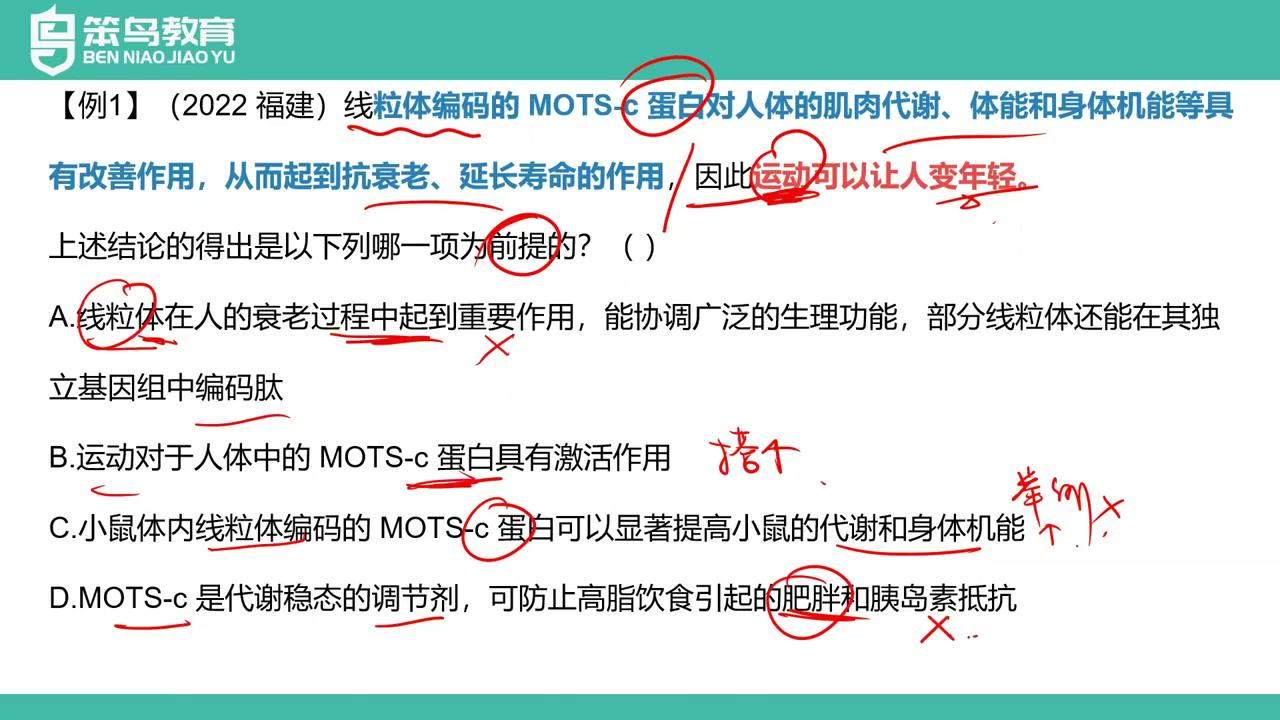 笨鸟教育
BEN NIAO JIAO YU
【例1】（2022 福建）线粒体编码的 MOTS-c 蛋白对人体的肌肉代谢、体能和身体机能等具
有改善作用，从而起到抗衰老、延长寿命的作用，因此运动可以让人变年轻。
上述结论的得出是以下列哪一项为前提的？（ ）
A.线粒体在人的衰老过程中起到重要作用，能协调广泛的生理功能，部分线粒体还能在其独
立基因组中编码肽
B.运动对于人体中的 MOTS-c 蛋白具有激活作用 搭个
C.小鼠体内线粒体编码的 MOTS-c 蛋白可以显著提高小鼠的代谢和身体机能 举例
D.MOTS-c 是代谢稳态的调节剂，可防止高脂饮食引起的肥胖和胰岛素抵抗